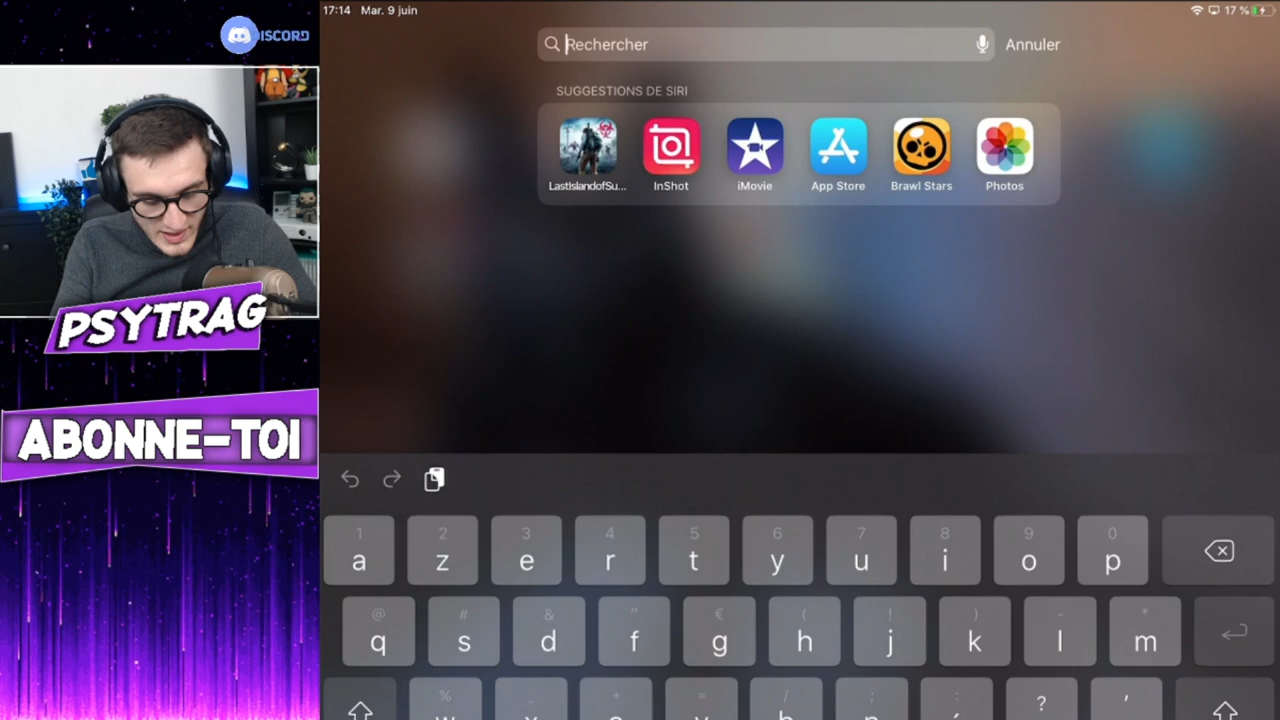 DISCORD
PSYTRAG
ABONNE-TOI
17:14 Mar. 9 juin
17 %
Rechercher
Annuler
SUGGESTIONS DE SIRI
LastIslandofSu...
InShot
iMovie
App Store
Brawl Stars
Photos
1 2 3 4 5 6 7 8 9 0
a z e r t y u i o p
@ # & " € ( ! ) - *
q s d f g h j k l m
% _ + = / ; : ? '